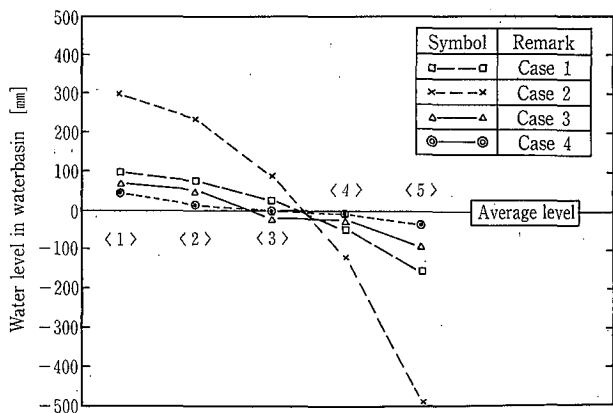 Water level in waterbasin [mm]
500
400
300
200
100
0
-100
-200
-300
-400
-500
Symbol Remark
Case 1
Case 2
Case 3
Case 4
<4> <5>
Average level
<1> <2> <3>